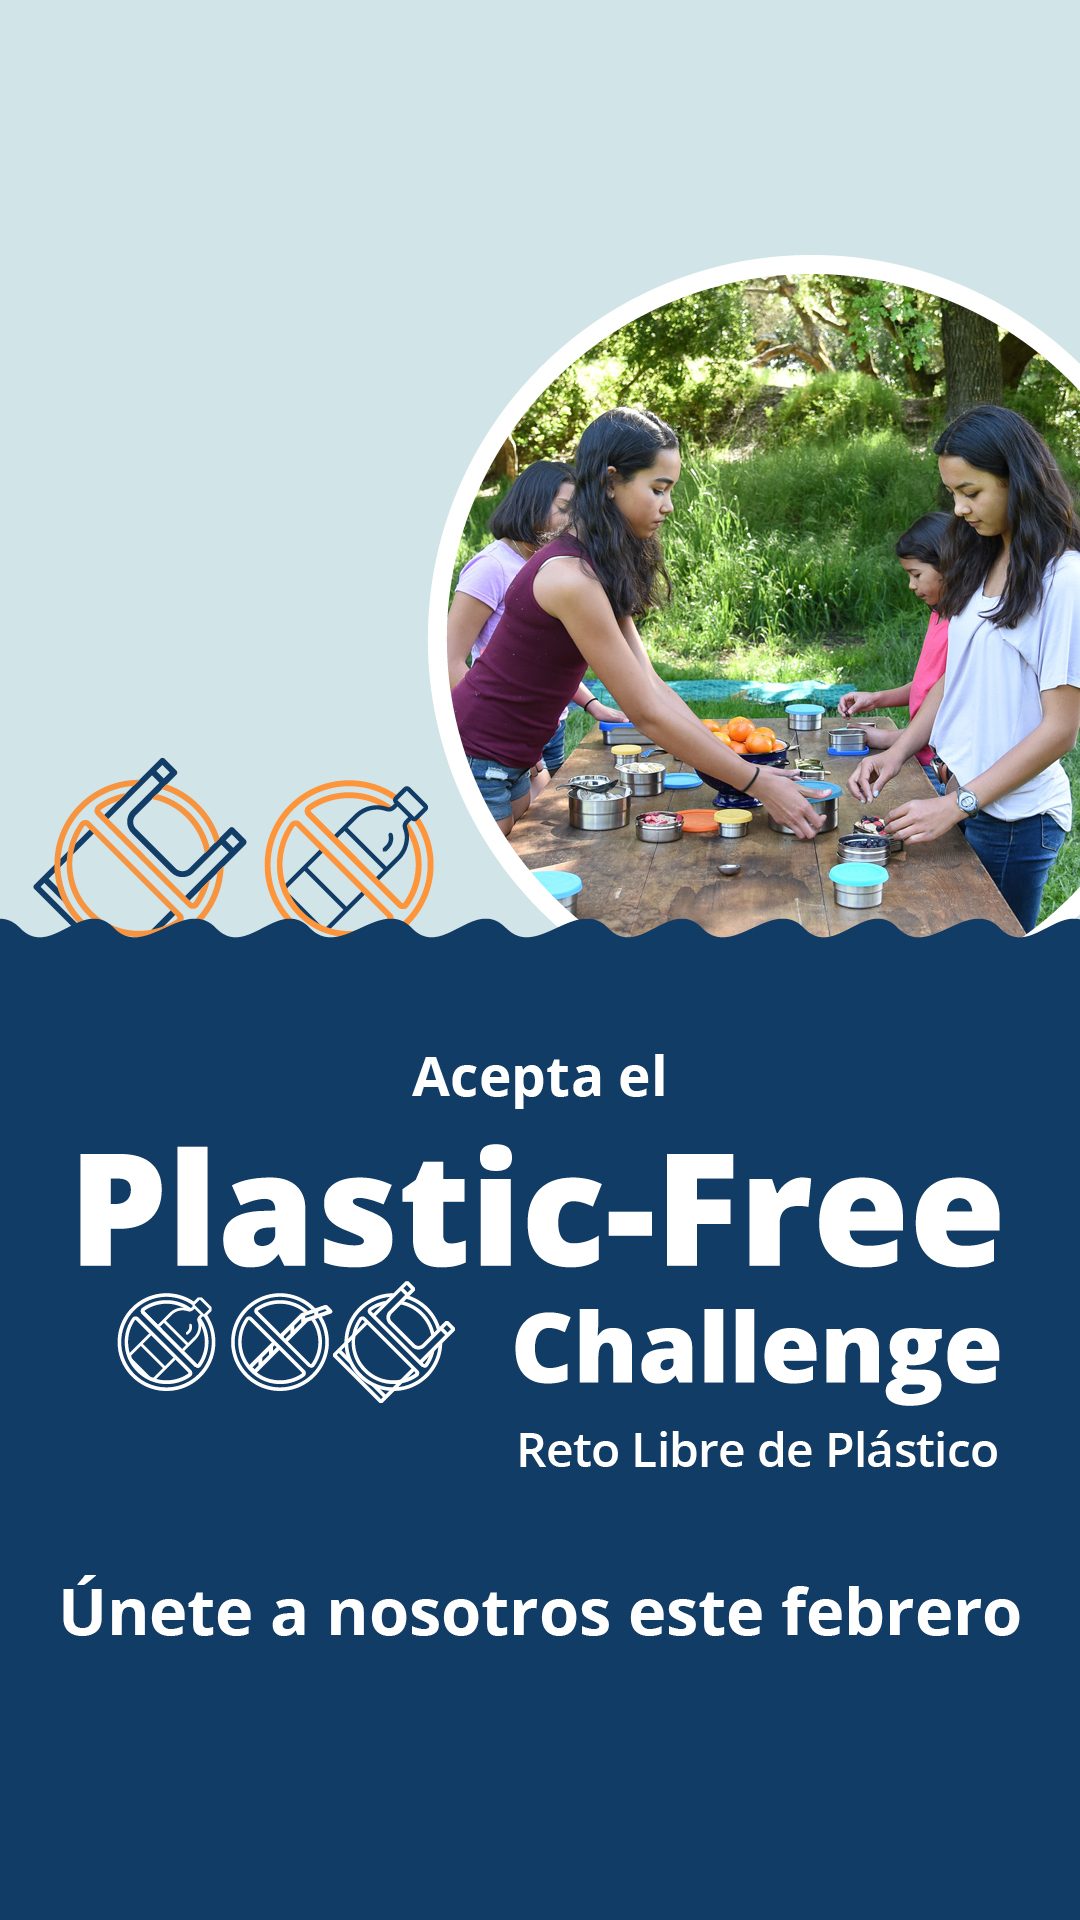 Acepta el
Plastic-Free
Challenge
Reto Libre de Plástico
Únete a nosotros este febrero